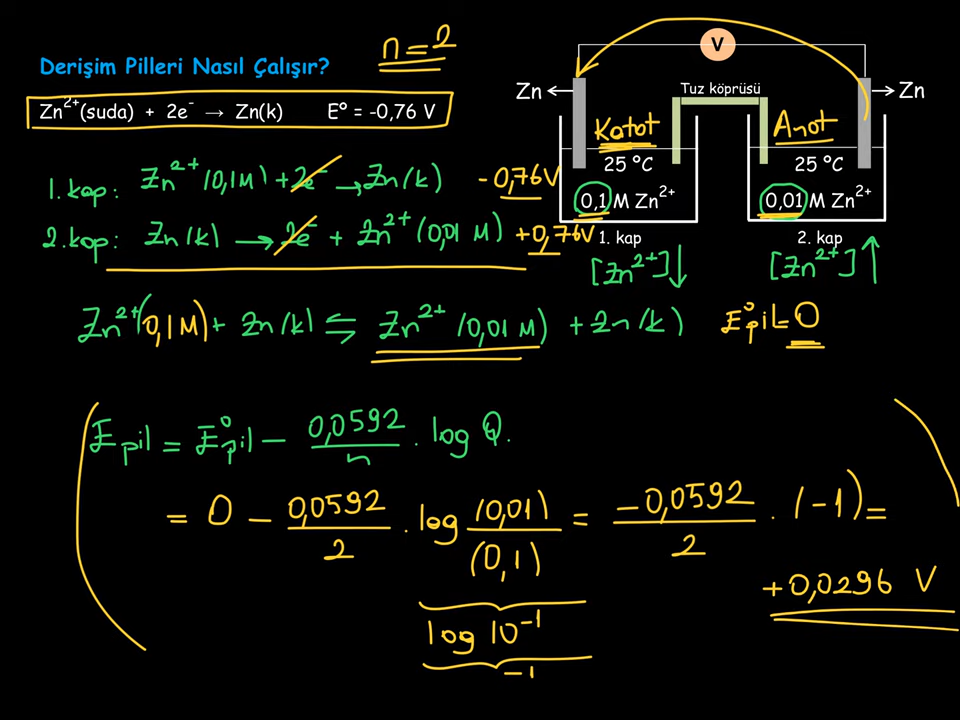 n=2
Derişim Pilleri Nasıl Çalışır?
Zn²⁺(suda) + 2e⁻ → Zn(k) E° = -0,76 V
1. kap: Zn²⁺(0,1M) + 2e⁻ → Zn(k) -0,76V
2. kap: Zn(k) → 2e⁻ + Zn²⁺(0,01 M) +0,76V
Zn²⁺(0,1M) + Zn(k) ⇋ Zn²⁺(0,01 M) + Zn(k) E°pil=0
V
Zn
Tuz köprüsü
Zn
Katot
Anot
25 °C
25 °C
0,1 M Zn²⁺
0,01 M Zn²⁺
1. kap
2. kap
[Zn²⁺]↓
[Zn²⁺]↑
Epil = E°pil - 0,0592/n . log Q.
= 0 - 0,0592/2 . log (0,01)/(0,1) = -0,0592/2 . (-1) =
+0,0296 V
log 10⁻¹
-1